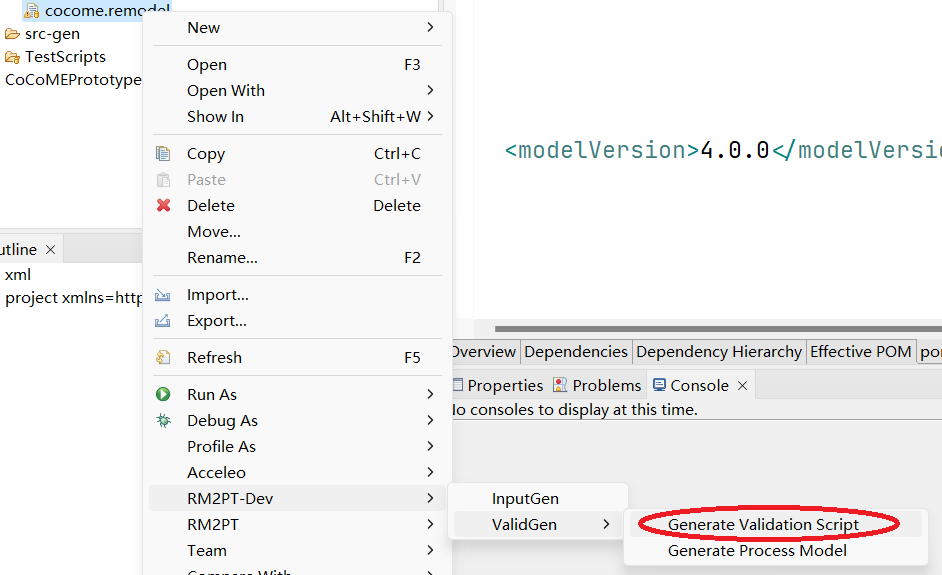 cocome.remodel
src-gen
TestScripts
CoCoMEPrototype
utline
xml
project xmlns=http
New
Open F3
Open With
Show In Alt+Shift+W
Copy Ctrl+C
Paste Ctrl+V
Delete Delete
Move...
Rename... F2
Import...
Export...
Refresh F5
Run As
Debug As
Profile As
Acceleo
RM2PT-Dev
RM2PT
Team
Compare With
InputGen
ValidGen
Generate Validation Script
Generate Process Model
<modelVersion>4.0.0</modelVersio
Overview Dependencies Dependency Hierarchy Effective POM po
Properties Problems Console
No consoles to display at this time.